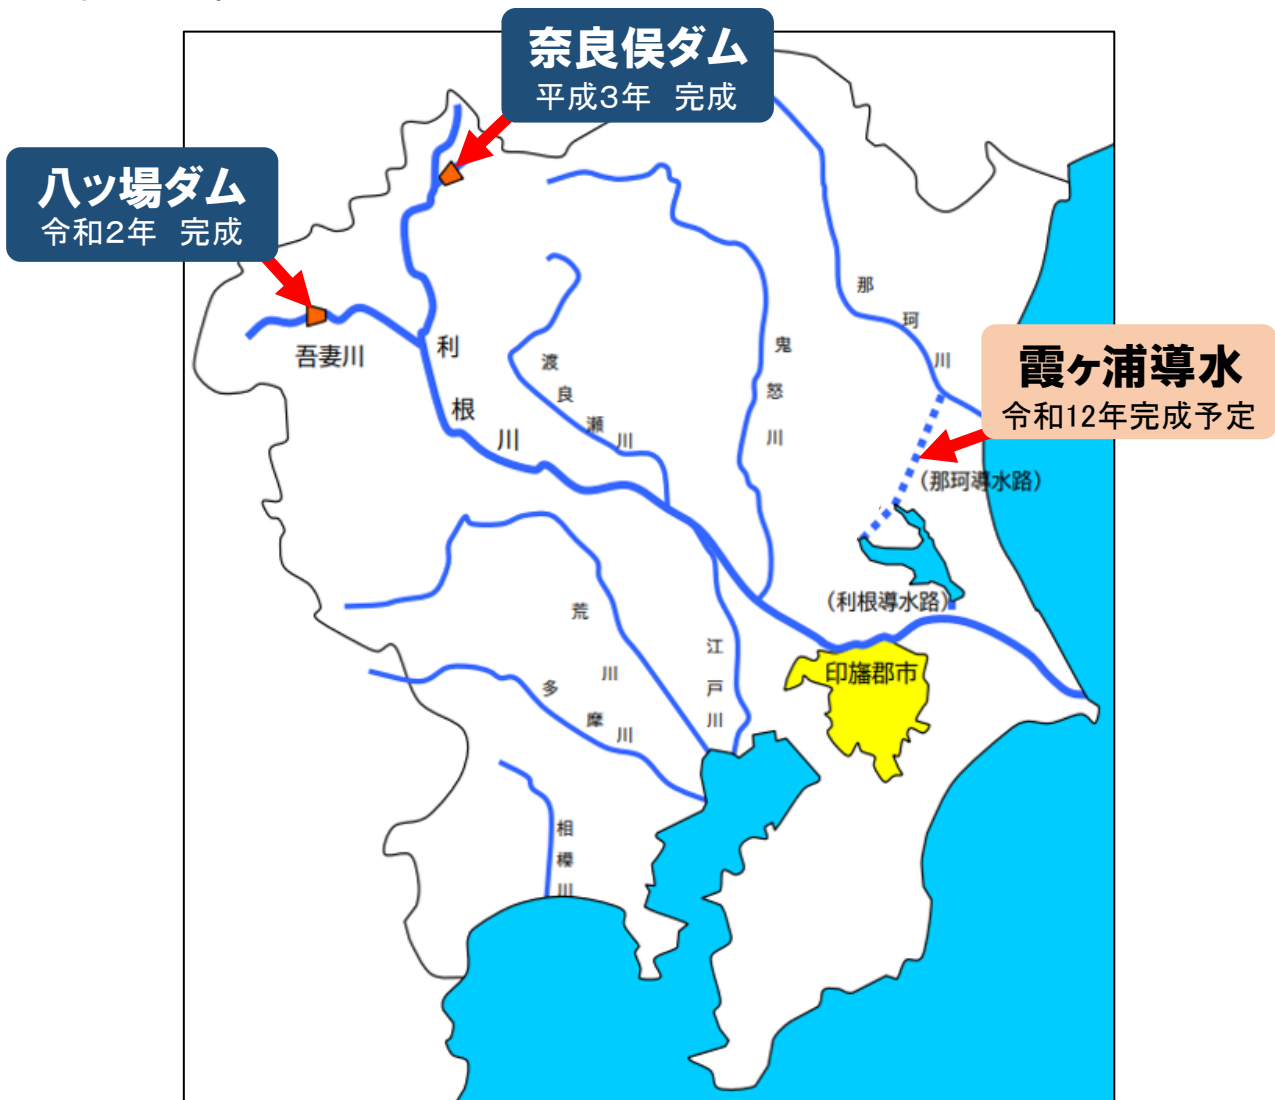 奈良俣ダム
平成3年 完成
八ッ場ダム
令和2年 完成
吾妻川
利根川
渡良瀬川
鬼怒川
那珂川
霞ヶ浦導水
令和12年完成予定
(那珂導水路)
(利根導水路)
印旛郡市
荒川
江戸川
多摩川
相模川